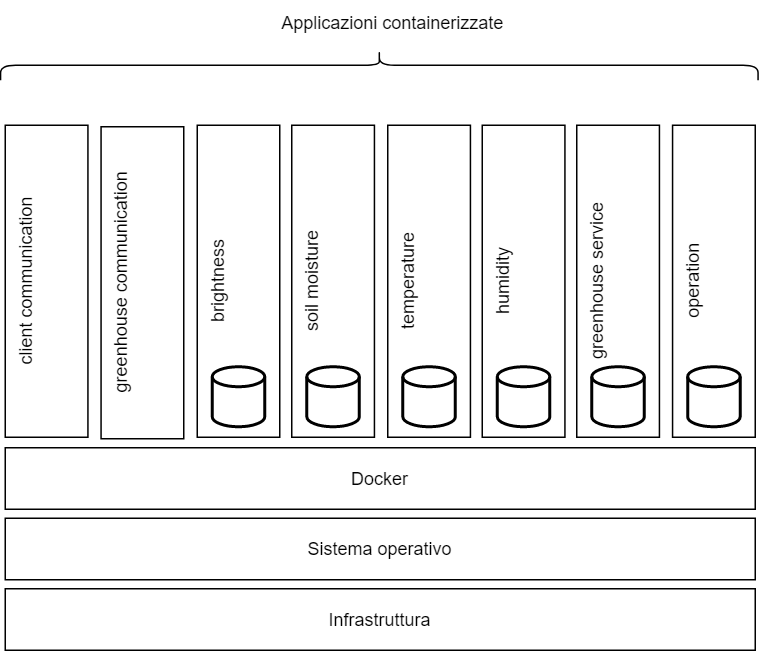 Applicazioni containerizzate
client communication
greenhouse communication
brightness
soil moisture
temperature
humidity
greenhouse service
operation
Docker
Sistema operativo
Infrastruttura